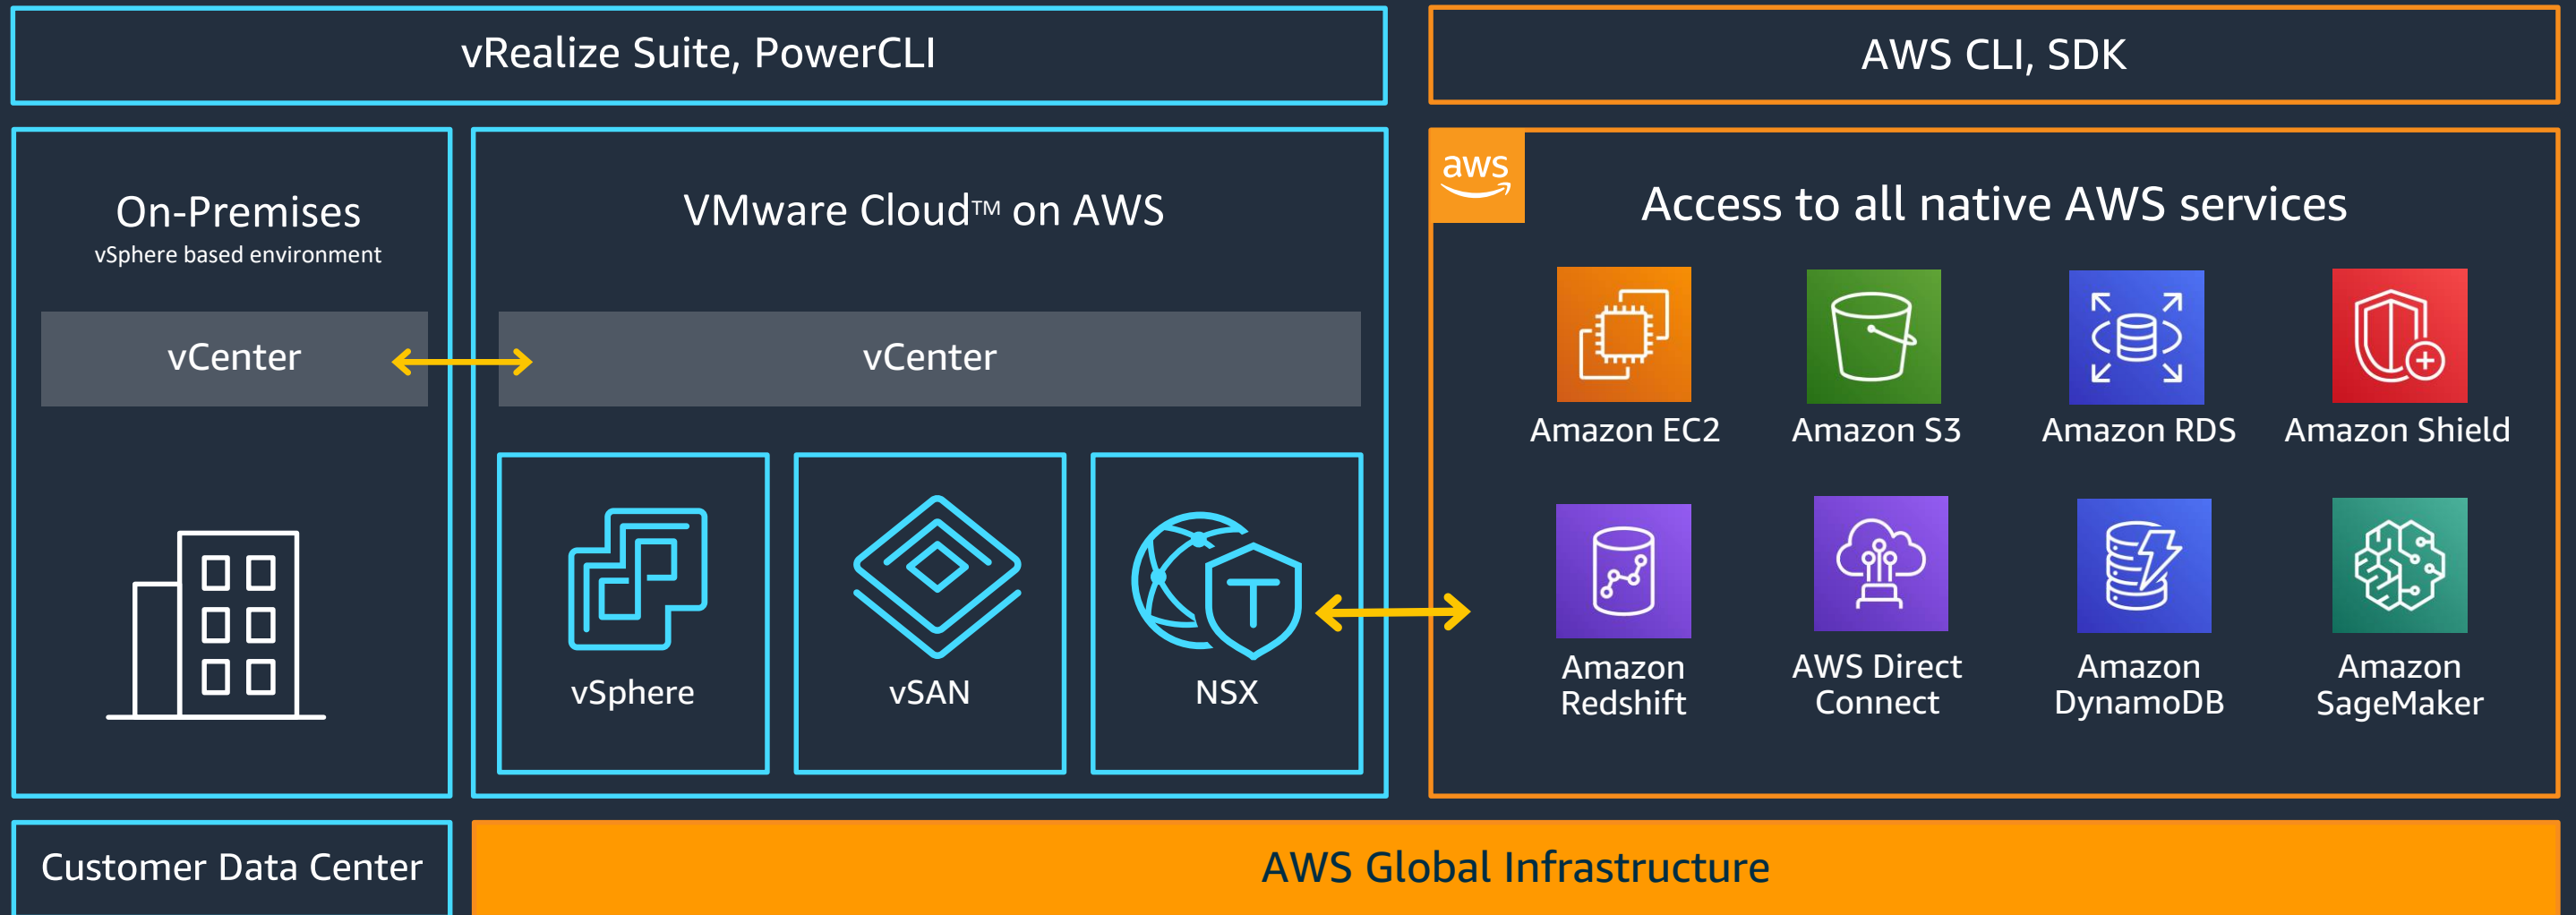 vRealize Suite, PowerCLI
AWS CLI, SDK
On-Premises
vSphere based environment
vCenter
VMware Cloud™ on AWS
vCenter
vSphere
vSAN
NSX
T
aws
Access to all native AWS services
Amazon EC2
Amazon S3
Amazon RDS
Amazon Shield
Amazon
Redshift
AWS Direct
Connect
Amazon
DynamoDB
Amazon
SageMaker
Customer Data Center
AWS Global Infrastructure